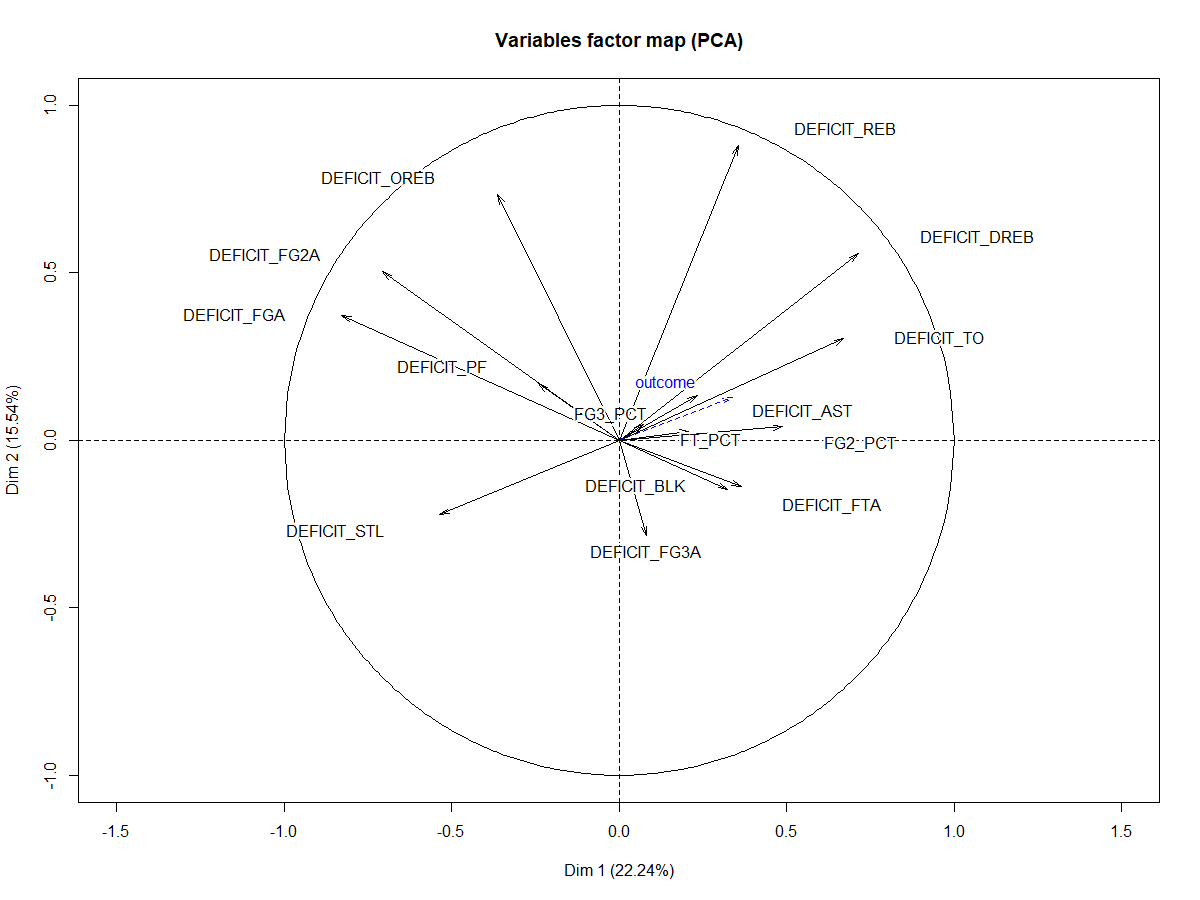 Variables factor map (PCA)
1.0
0.5
0.0
-0.5
-1.0
Dim 2 (15.54%)
DEFICIT_REB
DEFICIT_OREB
DEFICIT_DREB
DEFICIT_FG2A
DEFICIT_FGA
DEFICIT_TO
DEFICIT_PF
outcome
DEFICIT_AST
FG3_PCT
FT_PCT
FG2_PCT
DEFICIT_BLK
DEFICIT_FTA
DEFICIT_STL
DEFICIT_FG3A
-1.5
-1.0
-0.5
0.0
0.5
1.0
1.5
Dim 1 (22.24%)